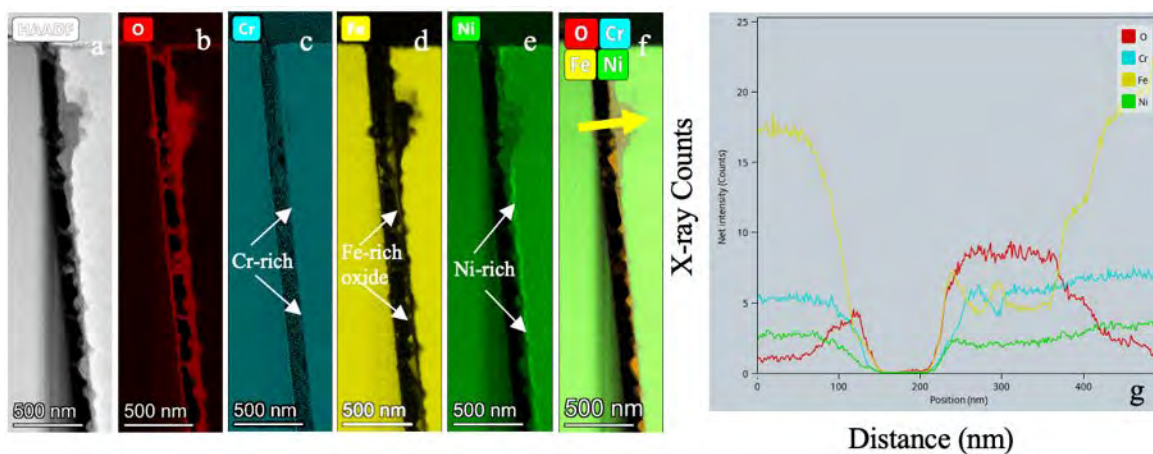 HAADF
a
O
b
Cr
c
Fe
d
Ni
e
O Cr
Fe Ni
f
Cr-rich
Fe-rich
oxide
Ni-rich
500 nm
500 nm
500 nm
500 nm
500 nm
500 nm
X-ray Counts
Net intensity (Counts)
25
20
15
10
5
0
0 100 200 300 400
Position (nm)
O
Cr
Fe
Ni
g
Distance (nm)